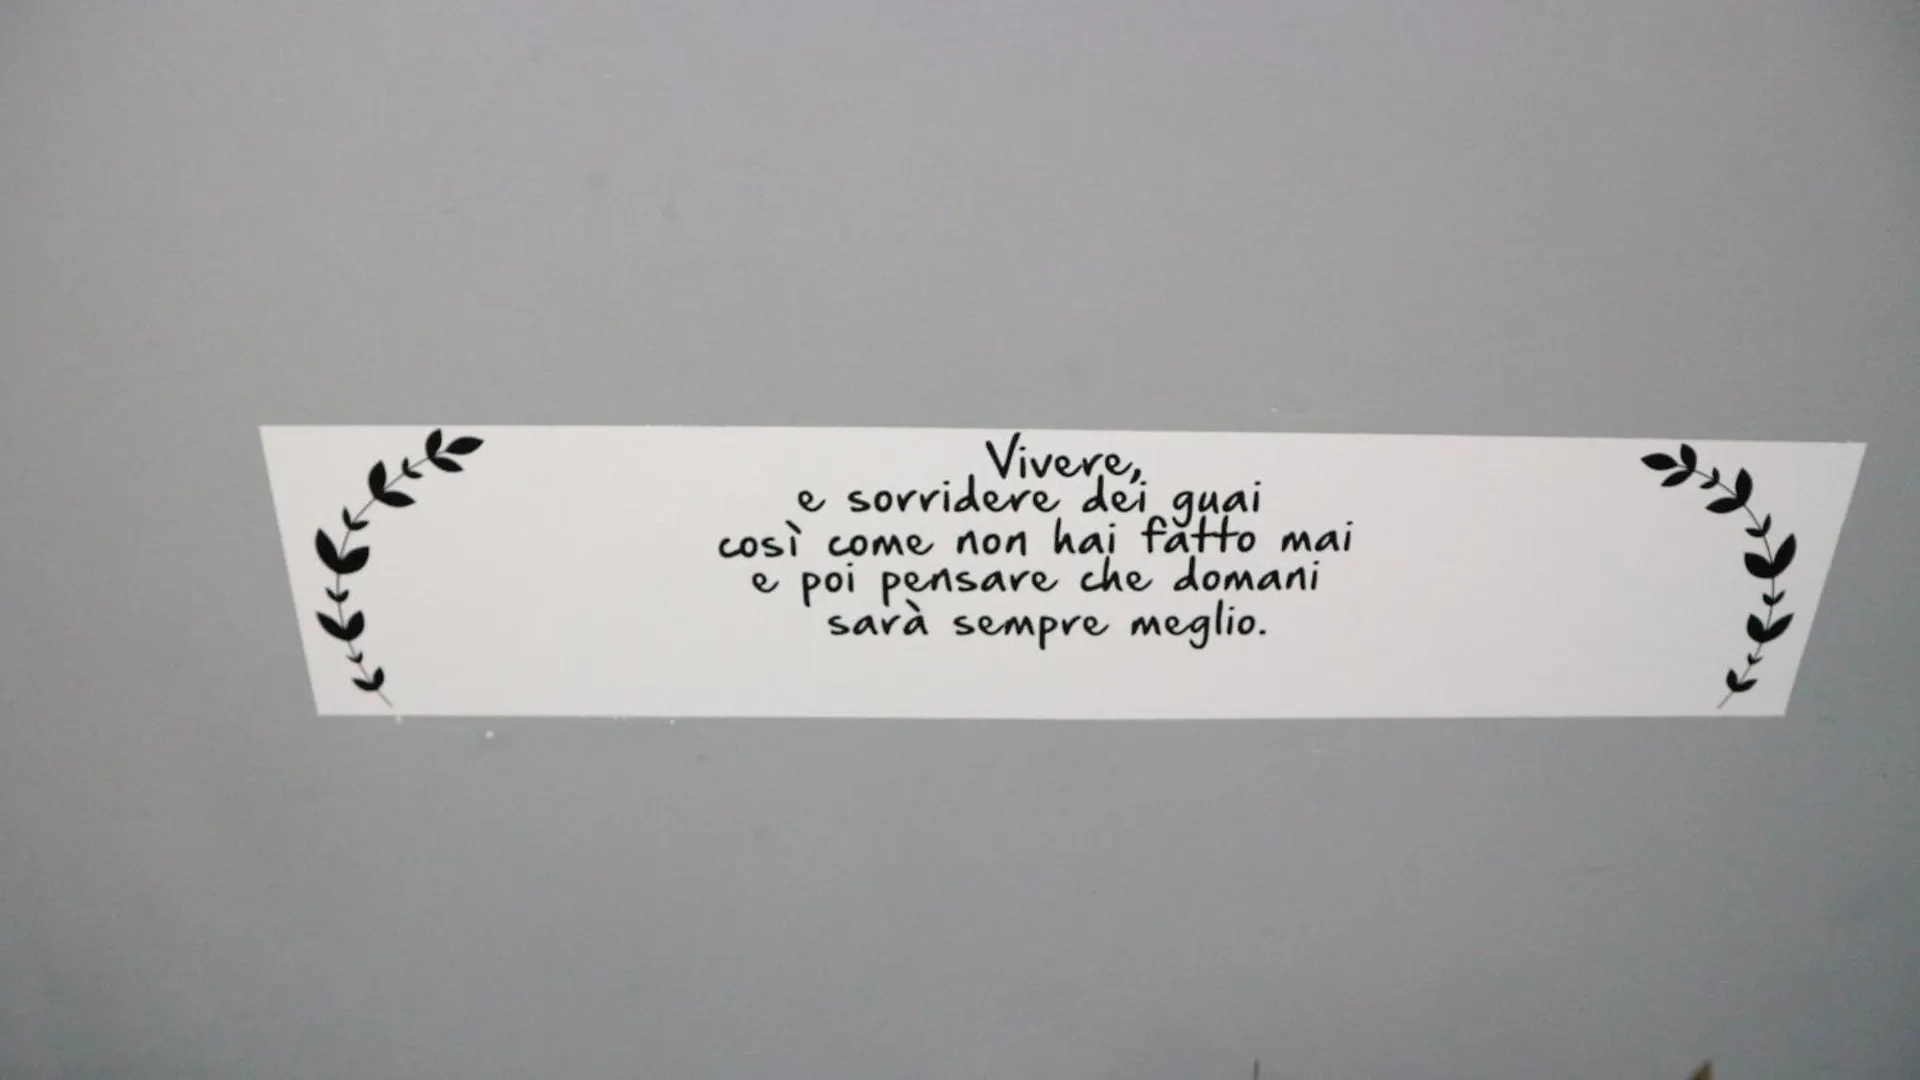 Vivere,
e sorridere dei guai
così come non hai fatto mai
e poi pensare che domani
sarà sempre meglio.